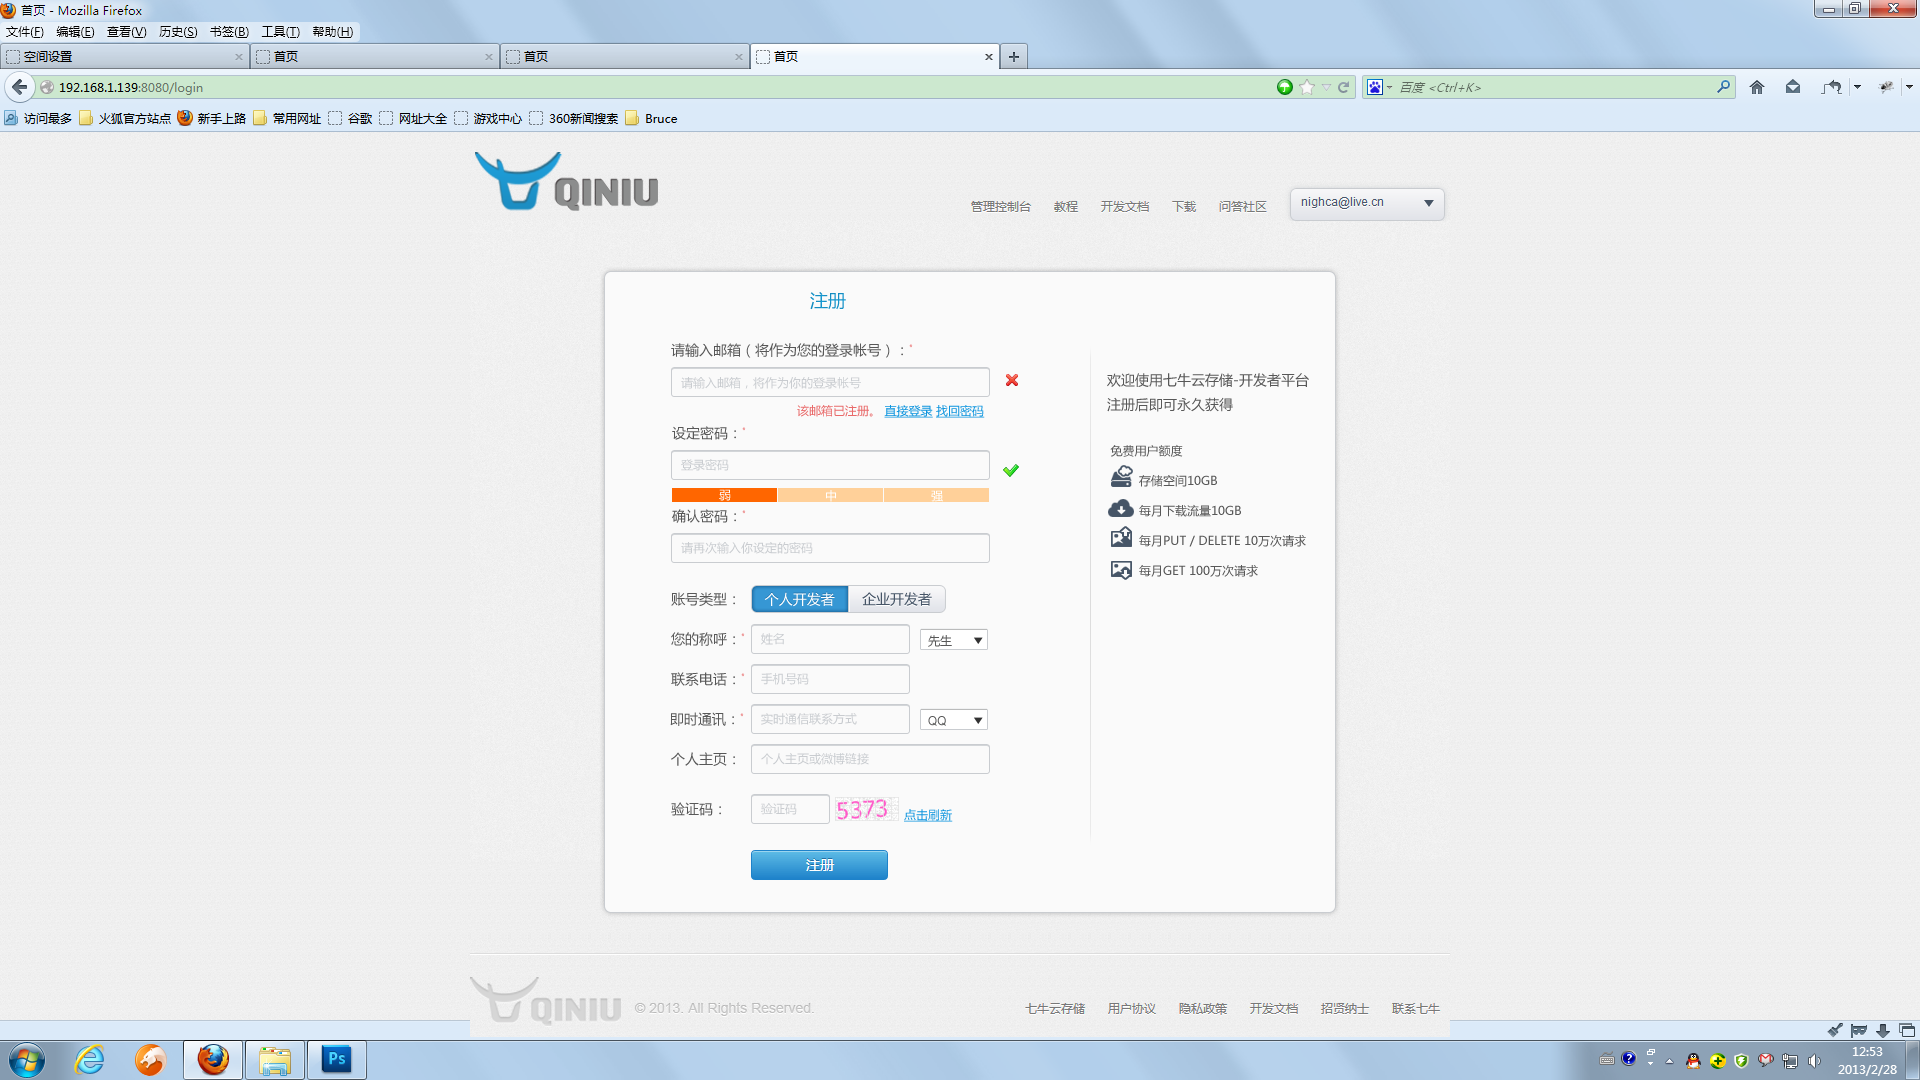 首页 - Mozilla Firefox
文件(F) 编辑(E) 查看(V) 历史(S) 书签(B) 工具(T) 帮助(H)
空间设置 首页 首页 首页
192.168.1.139:8080/login 百度 <Ctrl+K>
访问最多 火狐官方站点 新手上路 常用网址 谷歌 网址大全 游戏中心 360新闻搜索 Bruce
QINIU
管理控制台 教程 开发文档 下载 问答社区 nighca@live.cn
注册
请输入邮箱（将作为您的登录帐号）：*
请输入邮箱，将作为你的登录帐号
该邮箱已注册。 直接登录 找回密码
设定密码：*
登录密码
弱 中 强
确认密码：*
请再次输入你设定的密码
账号类型： 个人开发者 企业开发者
您的称呼：* 姓名 先生
联系电话：* 手机号码
即时通讯：* 实时通信联系方式 QQ
个人主页： 个人主页或微博链接
验证码： 验证码 5373 点击刷新
注册
欢迎使用七牛云存储-开发者平台
注册后即可永久获得
免费用户额度
存储空间10GB
每月下载流量10GB
每月PUT / DELETE 10万次请求
每月GET 100万次请求
QINIU © 2013. All Rights Reserved.
七牛云存储 用户协议 隐私政策 开发文档 招贤纳士 联系七牛
Ps
12:53
2013/2/28